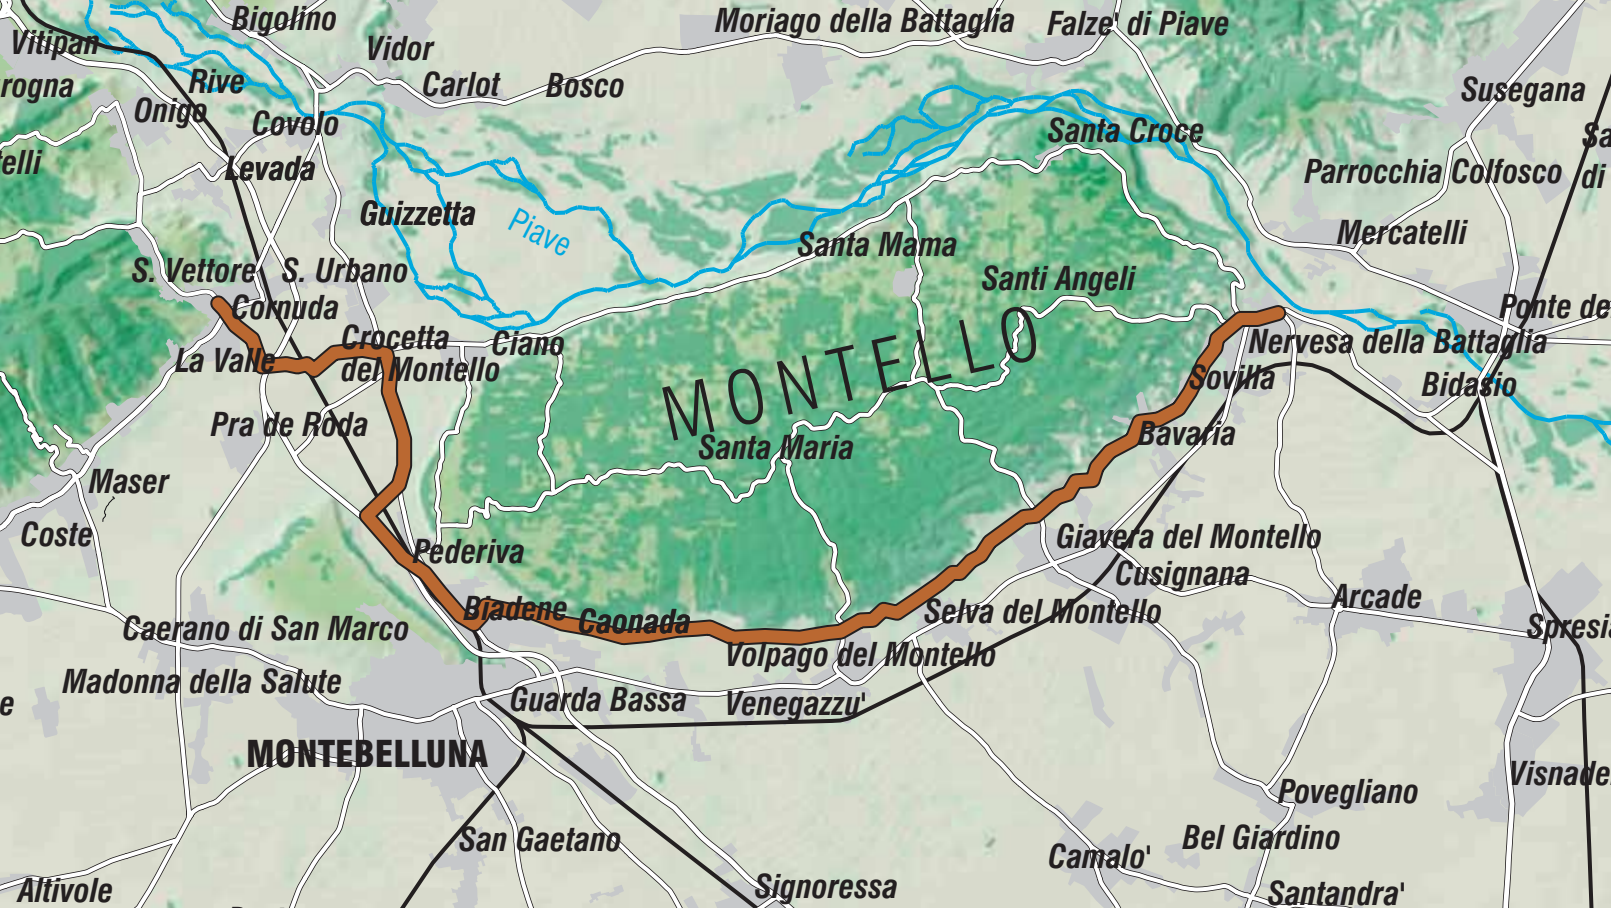 Bigolino
Moriago della Battaglia
Falze' di Piave
Vitipan
Vidor
rogna
Rive
Carlot
Bosco
Susegana
Onigo
Covolo
Santa Croce
Sa
elli
Levada
Parrocchia
Colfosco
di
Guizzetta
Piave
Santa Mama
Mercatelli
S. Vettore
S. Urbano
Santi Angeli
Cornuda
Ponte de
Crocetta
del Montello
Ciano
MONTELLO
Nervesa della Battaglia
La Valle
Sovilla
Bidasio
Pra de Roda
Santa Maria
Bavaria
Maser
Coste
Pederiva
Giavera del Montello
Cusignana
Biadene
Caonada
Selva del Montello
Arcade
Caerano di San Marco
Spresia
Volpago del Montello
Madonna della Salute
Guarda Bassa
Venegazzu'
e
MONTEBELLUNA
Visnade
Povegliano
San Gaetano
Bel Giardino
Camalo'
Altivole
Signoressa
Santandra'